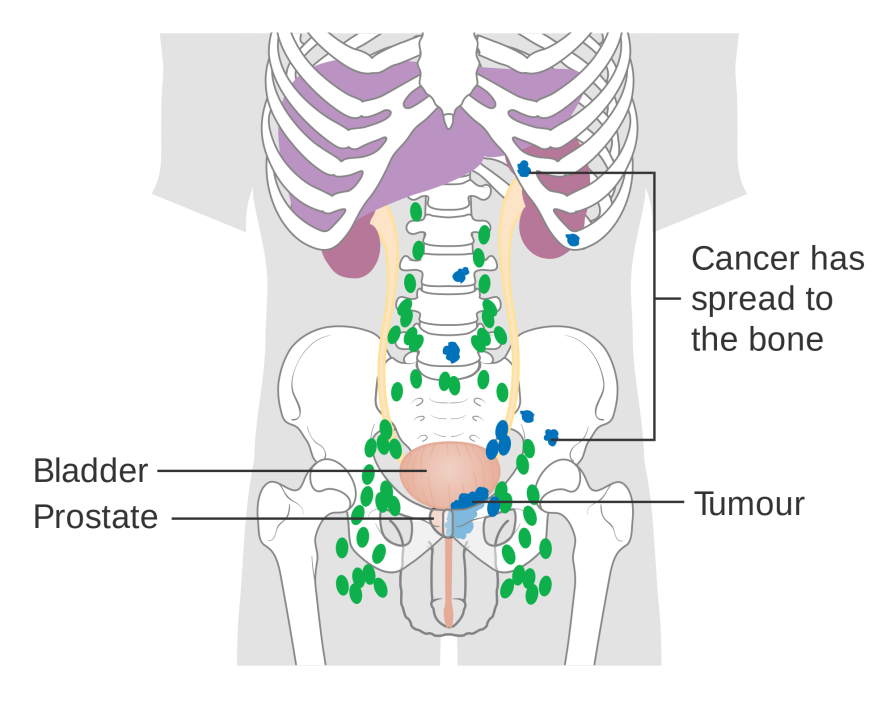 Cancer has
spread to
the bone
Bladder
Prostate
Tumour